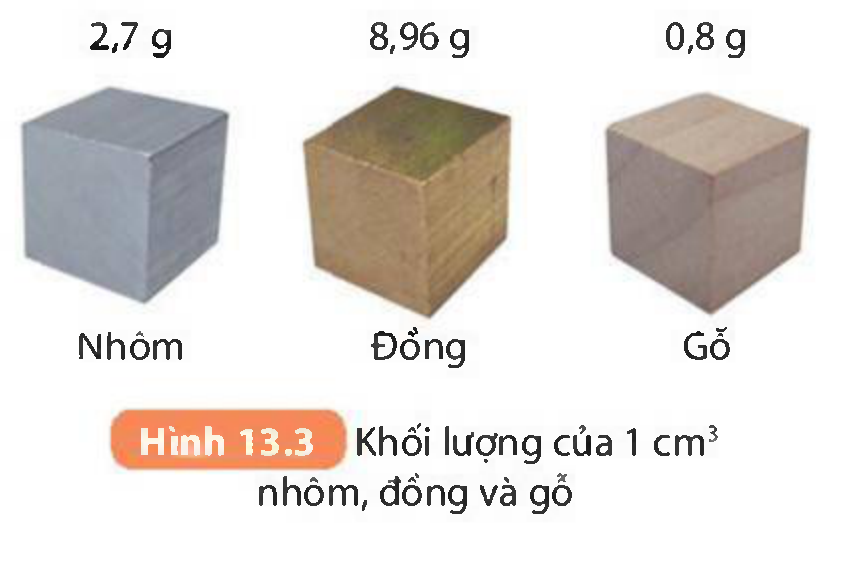 2,7 g 8,96 g 0,8 g
Nhôm Đồng Gỗ
Hình 13.3 Khối lượng của 1 cm³
nhôm, đồng và gỗ